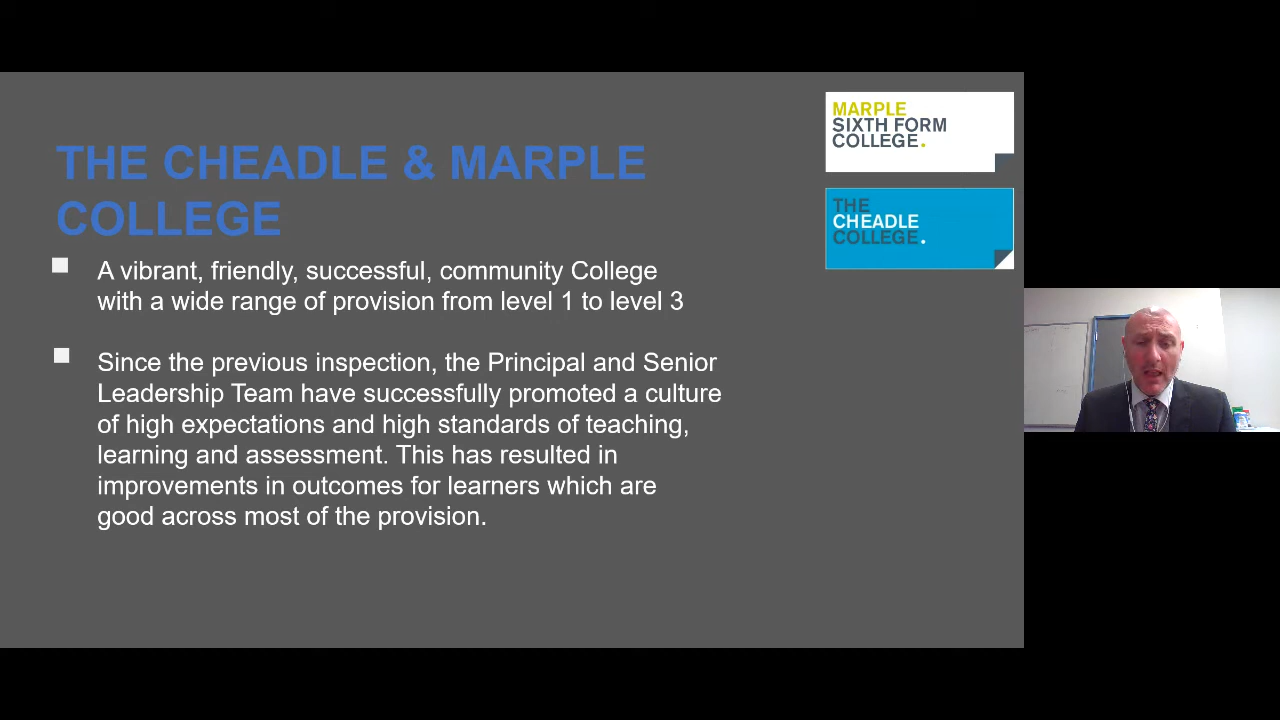 THE CHEADLE & MARPLE
COLLEGE
A vibrant, friendly, successful, community College
with a wide range of provision from level 1 to level 3
Since the previous inspection, the Principal and Senior
Leadership Team have successfully promoted a culture
of high expectations and high standards of teaching,
learning and assessment. This has resulted in
improvements in outcomes for learners which are
good across most of the provision.
MARPLE
SIXTH FORM
COLLEGE.
THE
CHEADLE
COLLEGE.